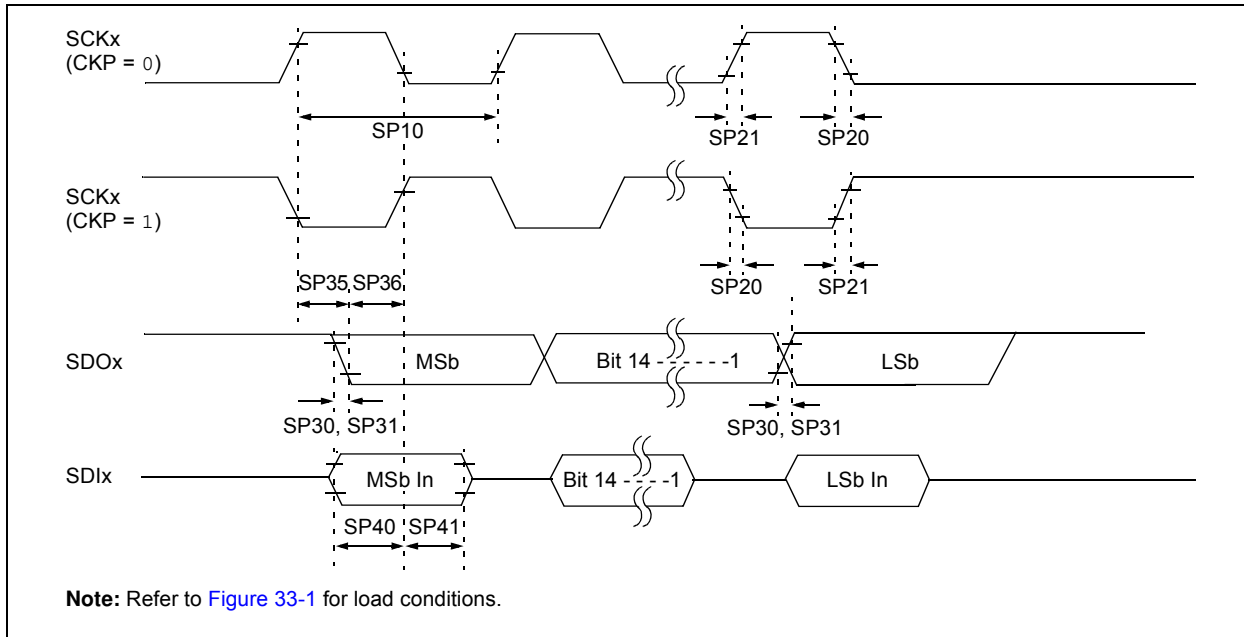 SCKx
(CKP = 0)
SP10
SP21
SP20
SCKx
(CKP = 1)
SP35
SP36
SP20
SP21
SDOx
MSb
Bit 14 - - - - - -1
LSb
SP30, SP31
SP30, SP31
SDIx
MSb In
Bit 14 - - - -1
LSb In
SP40
SP41
Note: Refer to Figure 33-1 for load conditions.